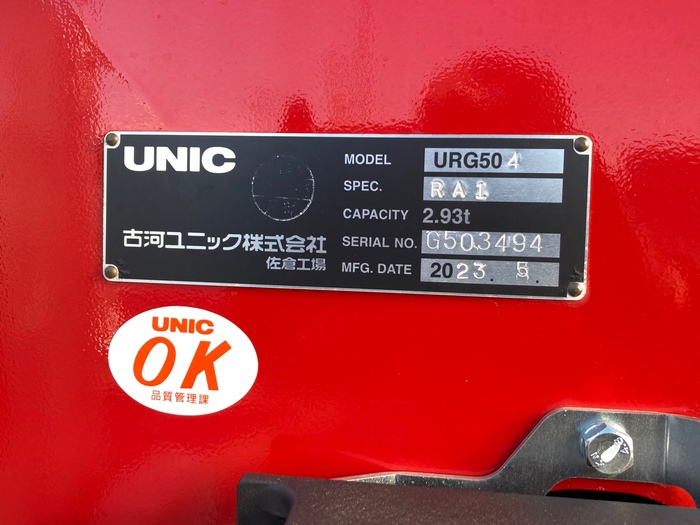 UNIC
MODEL URG504
SPEC. RA1
CAPACITY 2.93t
SERIAL NO. G503494
MFG. DATE 2023. 5.
古河ユニック株式会社
佐倉工場
UNIC
OK
品質管理課